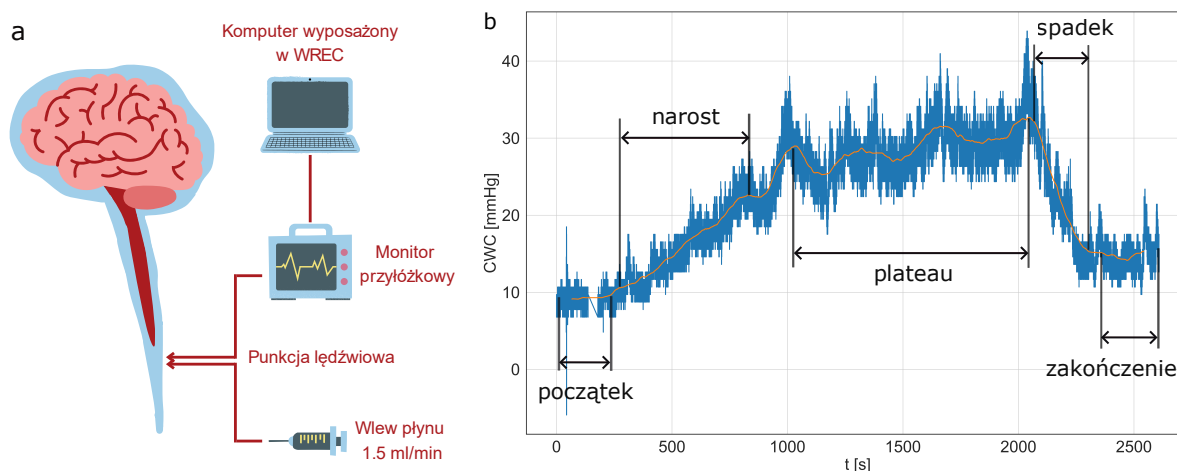 a
Komputer wyposażony
w WREC
Monitor
przyłóżkowy
Punkcja lędźwiowa
Wlew płynu
1.5 ml/min
b
CWC [mmHg]
40
30
20
10
0
początek
narost
plateau
spadek
zakończenie
0
500
1000
1500
2000
2500
t [s]